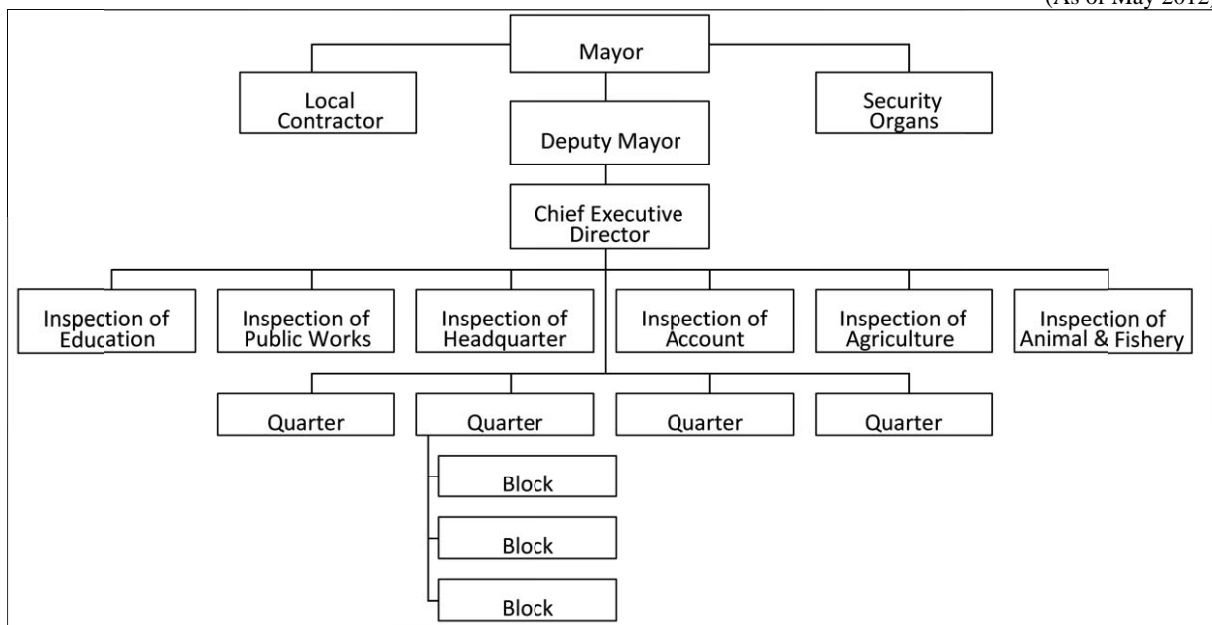 (As of May 2012)
Mayor
Local
Contractor
Security
Organs
Deputy Mayor
Chief Executive
Director
Inspection of
Education
Inspection of
Public Works
Inspection of
Headquarter
Inspection of
Account
Inspection of
Agriculture
Inspection of
Animal & Fishery
Quarter
Quarter
Quarter
Quarter
Block
Block
Block